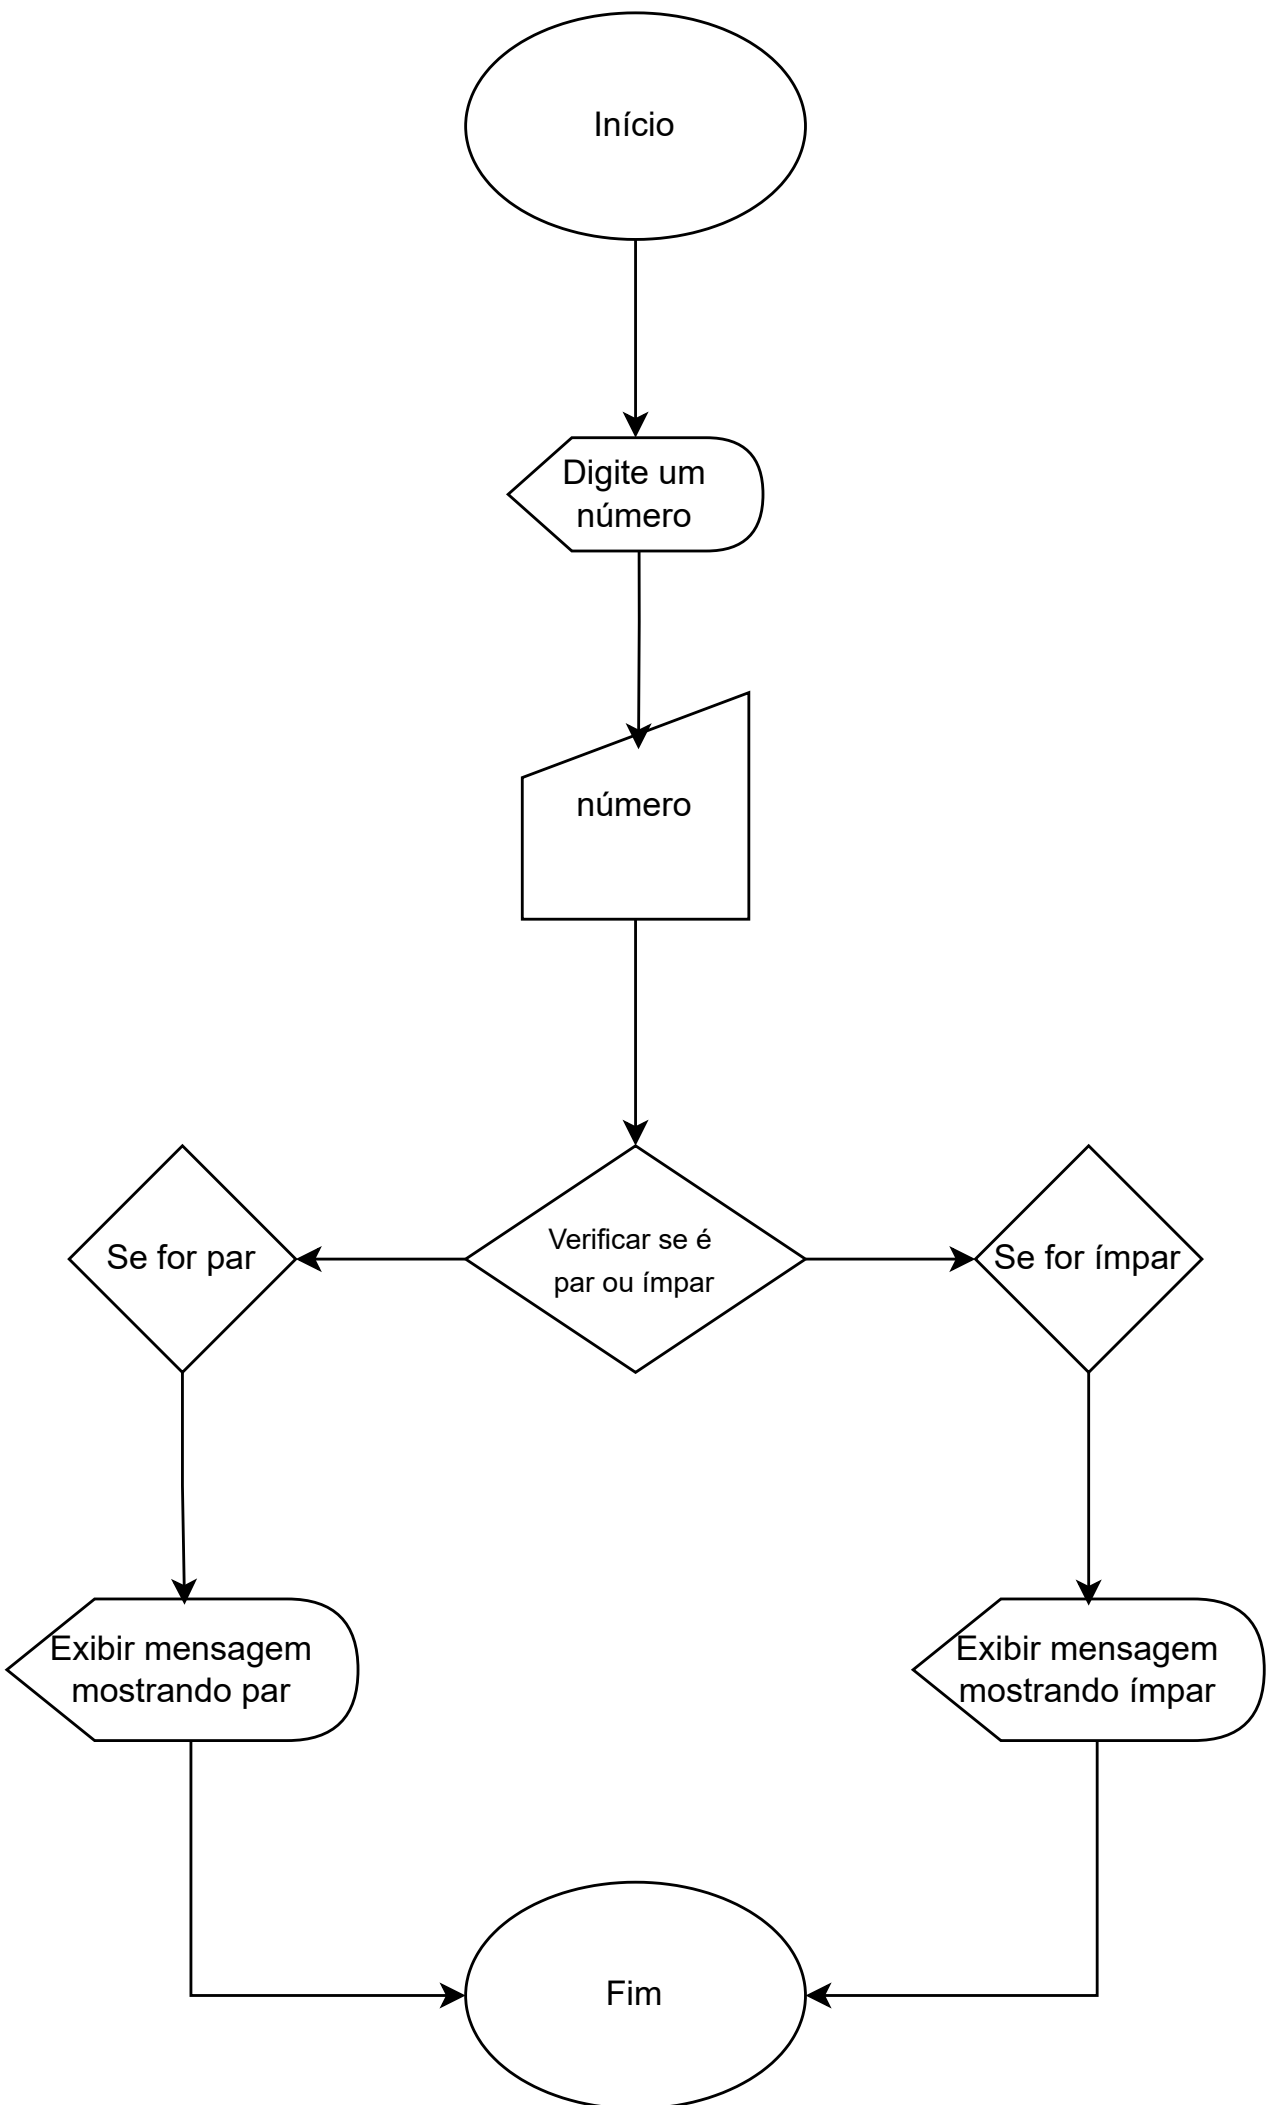 Início
Digite um
número
número
Verificar se é
par ou ímpar
Se for par
Se for ímpar
Exibir mensagem
mostrando par
Exibir mensagem
mostrando ímpar
Fim